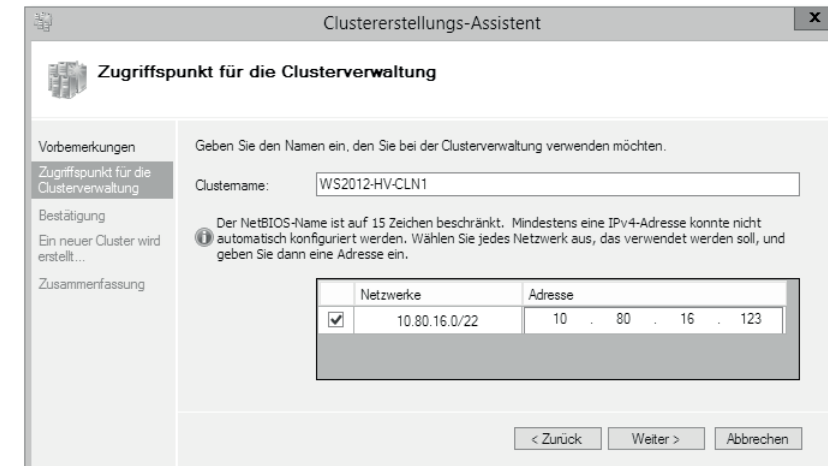 Clustererstellungs-Assistent
x
Zugriffspunkt für die Clusterverwaltung
Vorbemerkungen
Zugriffspunkt für die
Clusterverwaltung
Bestätigung
Ein neuer Cluster wird
erstellt...
Zusammenfassung
Geben Sie den Namen ein, den Sie bei der Clusterverwaltung verwenden möchten.
Clustername: WS2012-HV-CLN1
Der NetBIOS-Name ist auf 15 Zeichen beschränkt. Mindestens eine IPv4-Adresse konnte nicht
automatisch konfiguriert werden. Wählen Sie jedes Netzwerk aus, das verwendet werden soll, und
geben Sie dann eine Adresse ein.
Netzwerke Adresse
10.80.16.0/22 10 . 80 . 16 . 123
< Zurück Weiter > Abbrechen